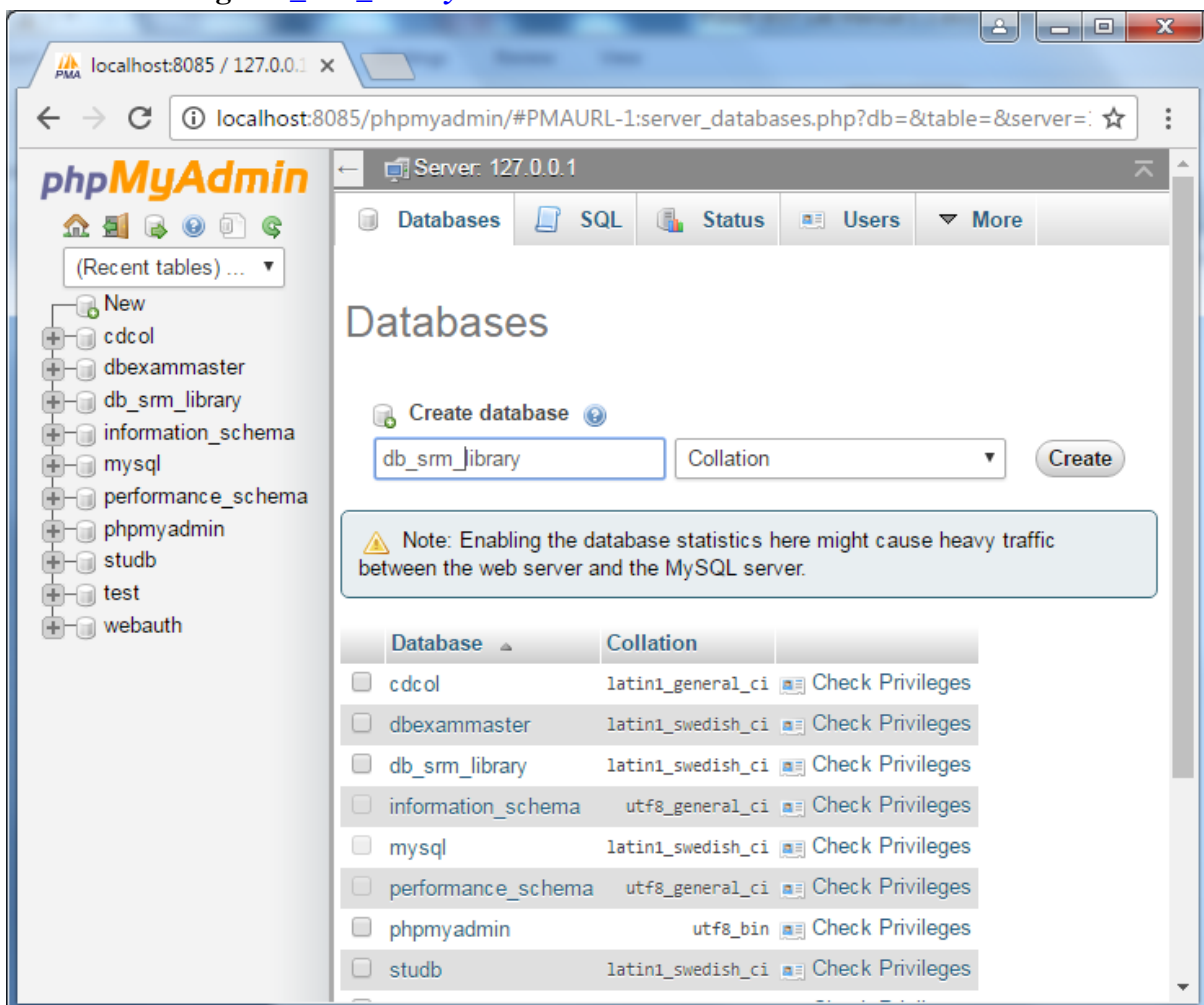 localhost:8085 / 127.0.0.1
localhost:8085/phpmyadmin/#PMAURL-1:server_databases.php?db=&table=&server=
phpMyAdmin
(Recent tables) ...
New
cdcol
dbexammaster
db_srm_library
information_schema
mysql
performance_schema
phpmyadmin
studb
test
webauth
Server: 127.0.0.1
Databases SQL Status Users More
Databases
Create database
db_srm_library Collation Create
Note: Enabling the database statistics here might cause heavy traffic
between the web server and the MySQL server.
Database Collation
cdcol latin1_general_ci Check Privileges
dbexammaster latin1_swedish_ci Check Privileges
db_srm_library latin1_swedish_ci Check Privileges
information_schema utf8_general_ci Check Privileges
mysql latin1_swedish_ci Check Privileges
performance_schema utf8_general_ci Check Privileges
phpmyadmin utf8_bin Check Privileges
studb latin1_swedish_ci Check Privileges